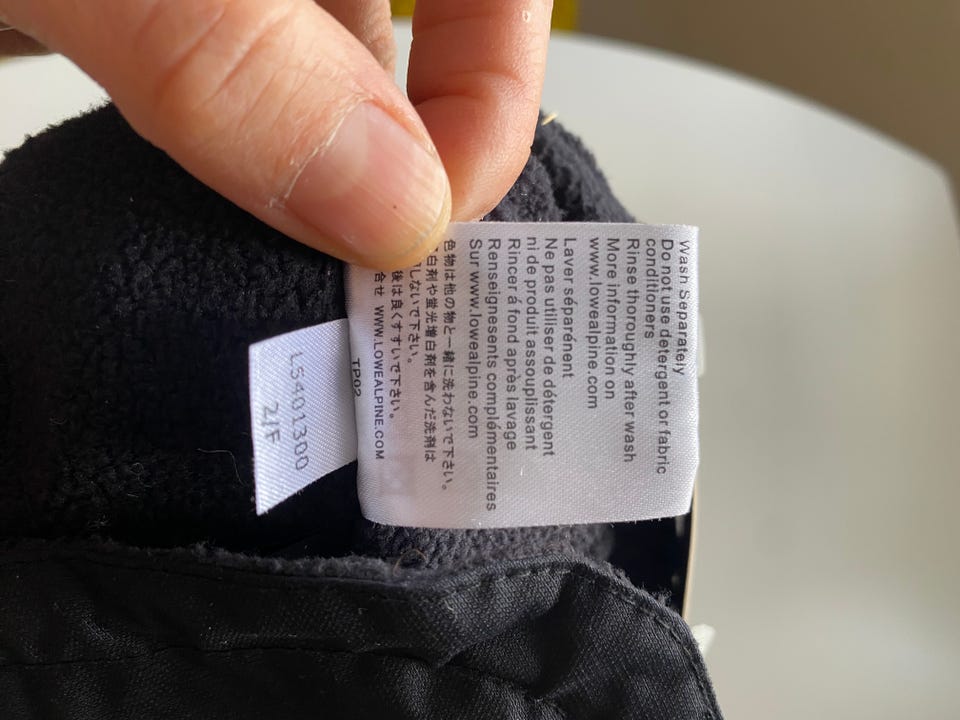 Wash Separately
Do not use detergent or fabric
conditioners
Rinse thoroughly after wash
More information on
www.lowealpine.com
Laver séparénent
Ne pas utiliser de détergent
ni de produit assouplissant
Rincer á fond après lavage
Renseignesents complémentaires
Sur www.lowealpine.com
色物は他の物と一緒に洗わないで下さい。
白剤や蛍光増白剤を含んだ洗剤は
しないで下さい。
後は良くすすいで下さい。
合せ WWW.LOWEALPINE.COM
TP02
LS401300
2/F